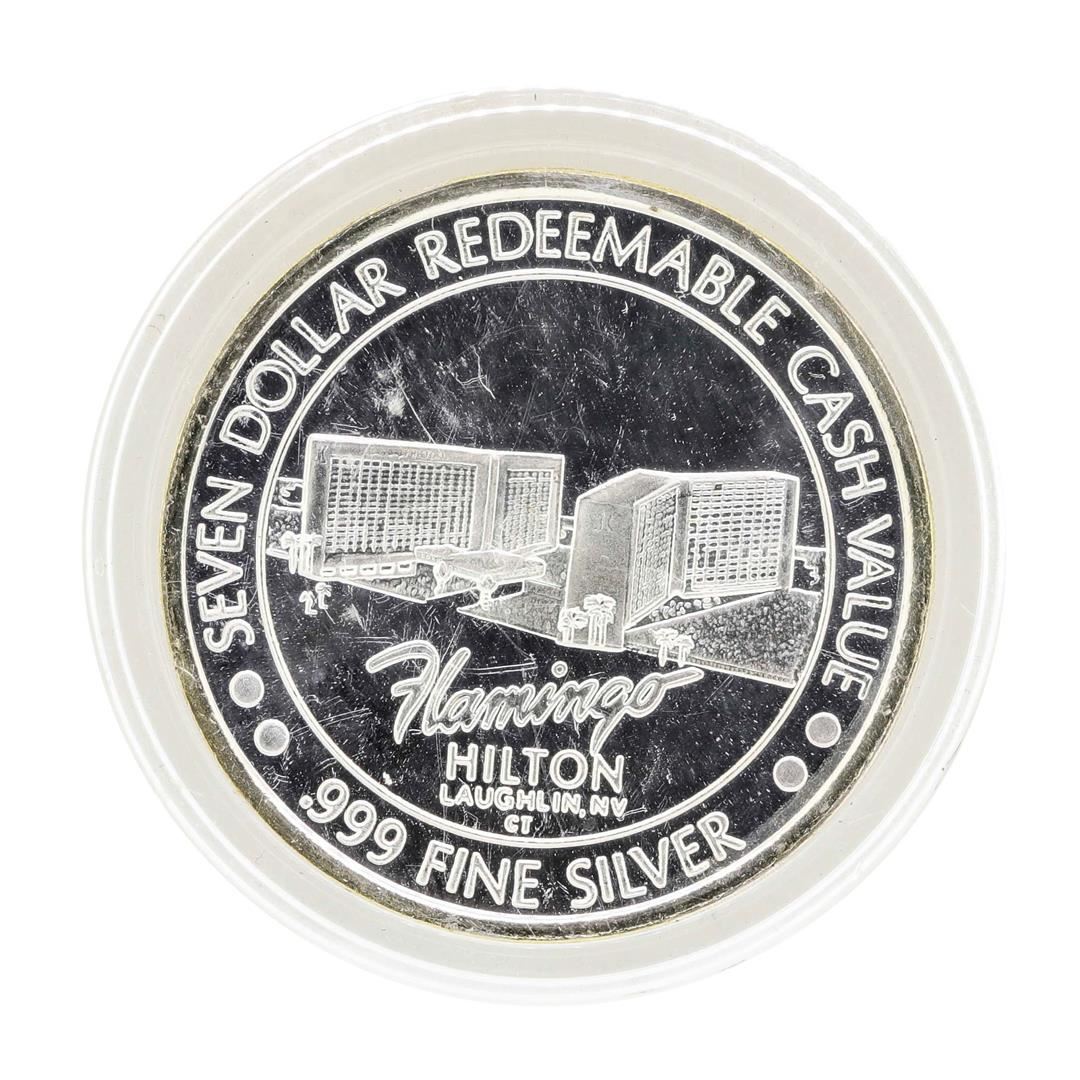 SEVEN DOLLAR REDEEMABLE CASH VALUE
Flamingo
HILTON
LAUGHLIN, NV
CT
.999 FINE SILVER